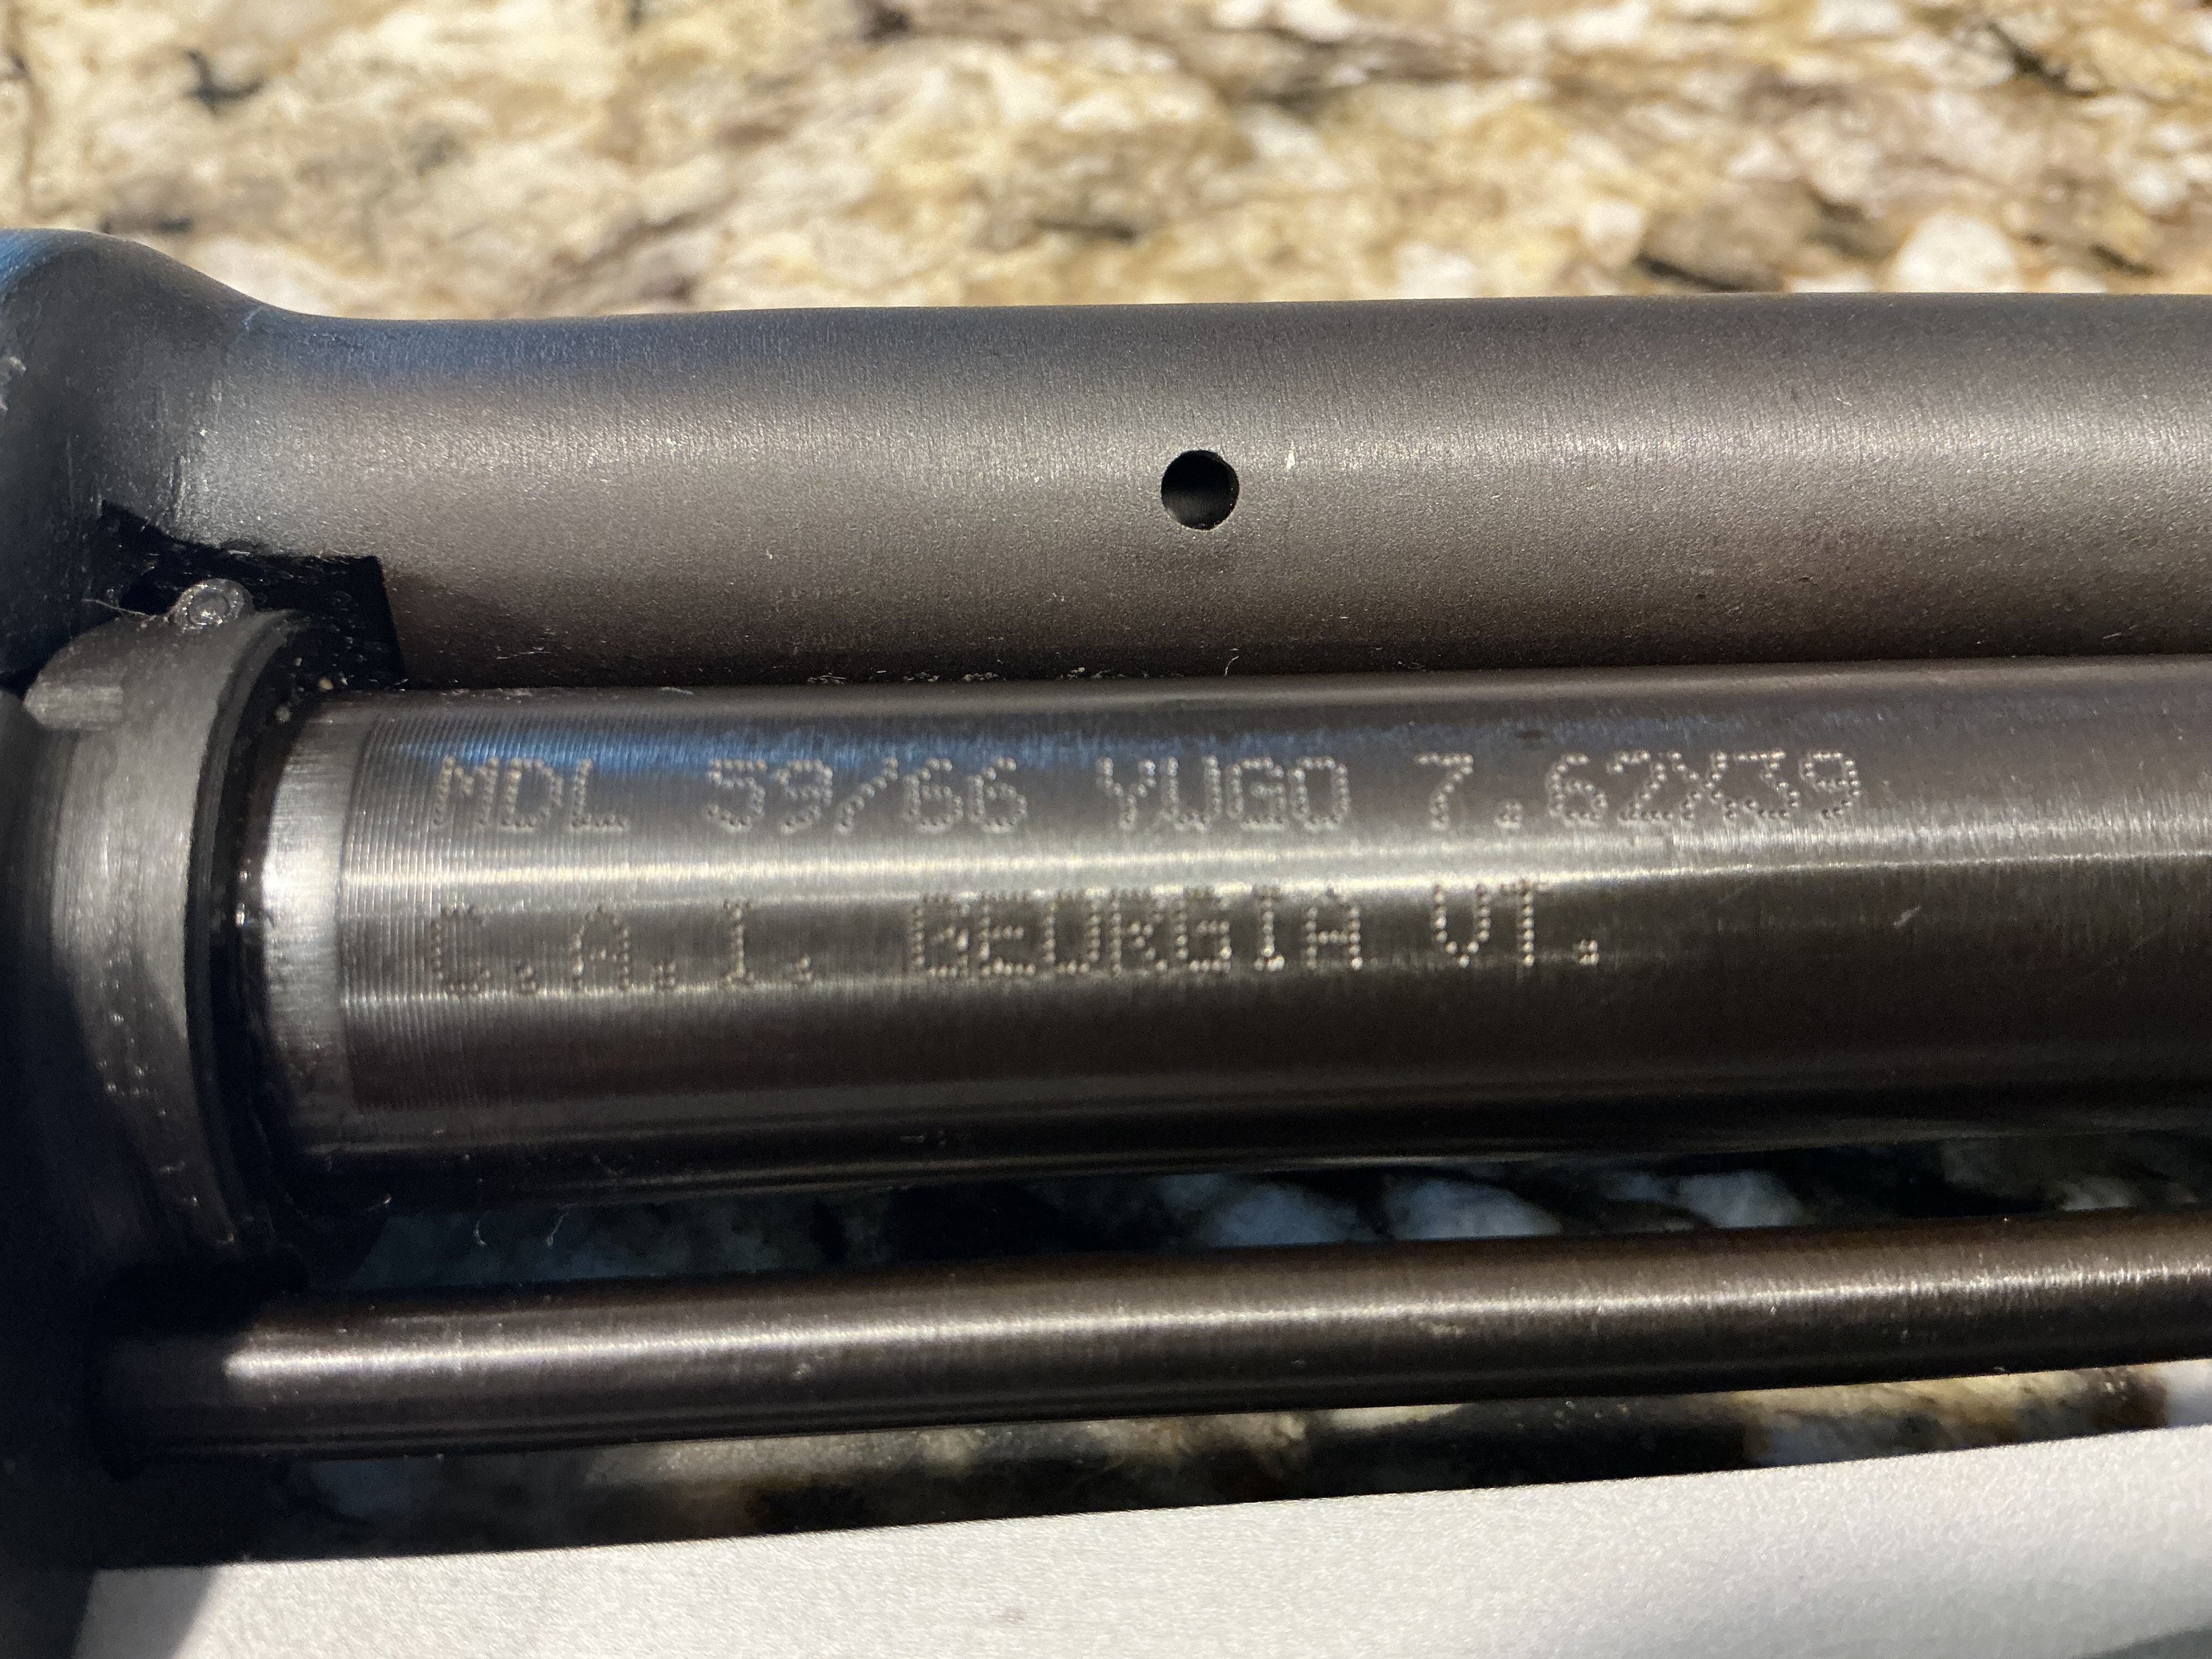 MDL 59/66 YUGO 7.62X39
C.A.I. GEORGIA VT.